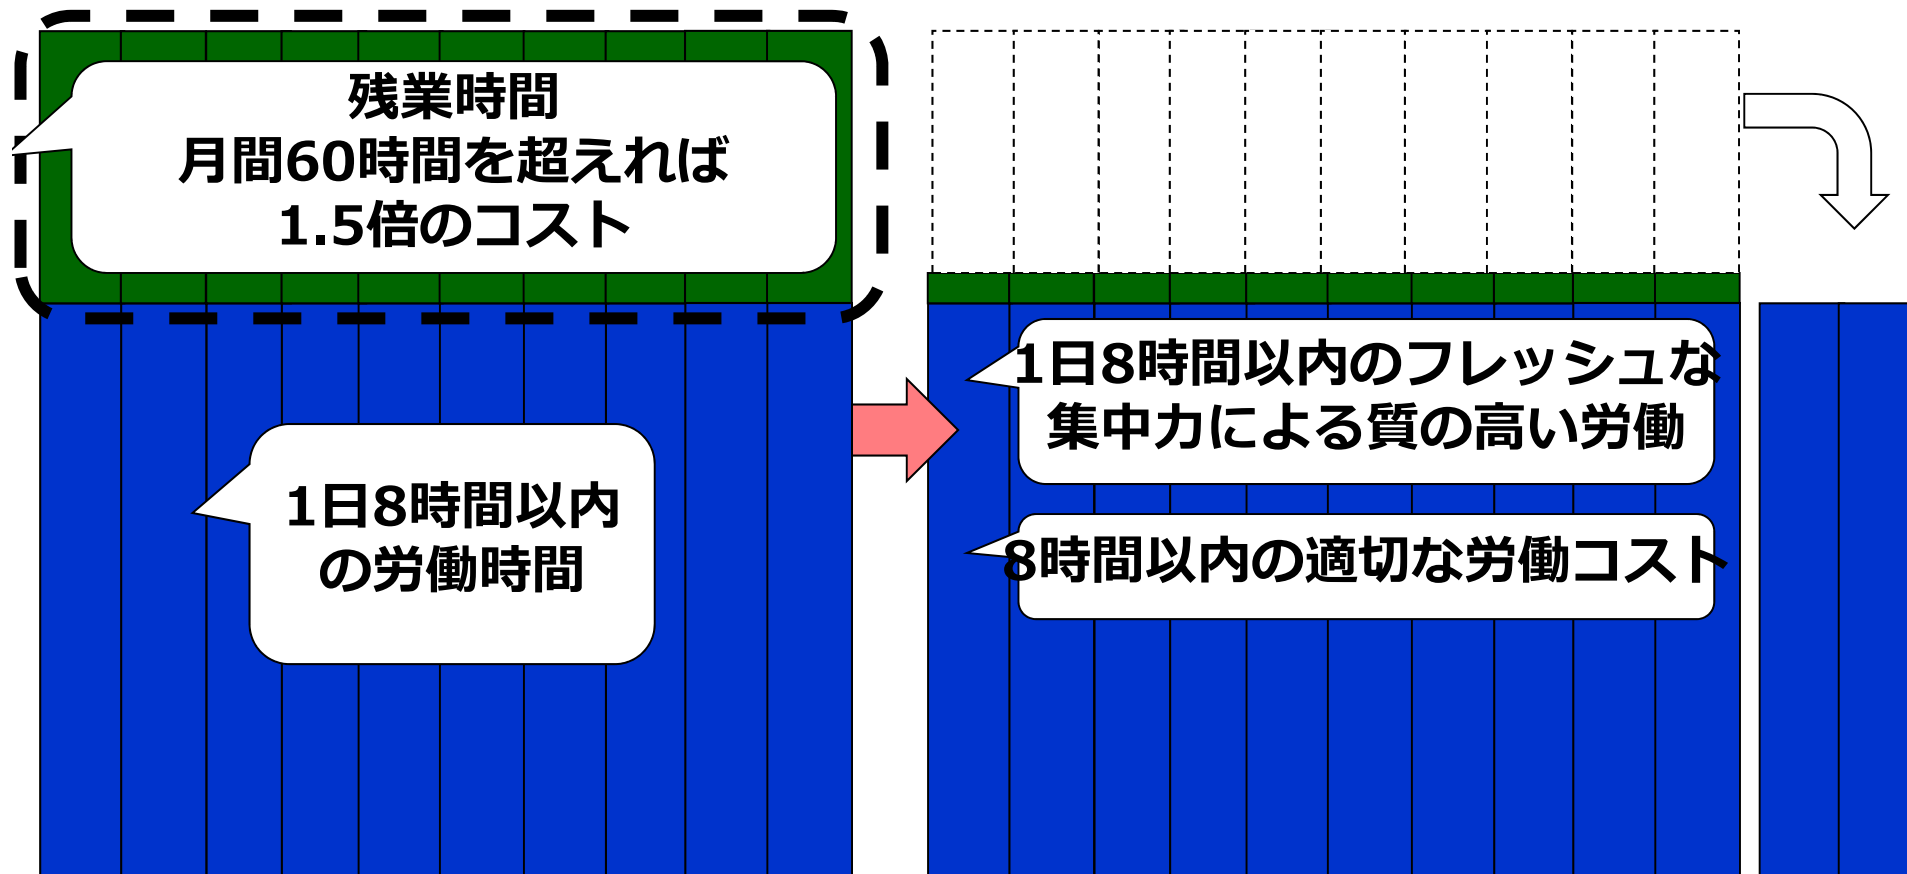 残業時間
月間60時間を超えれば
1.5倍のコスト
1日8時間以内
の労働時間
1日8時間以内のフレッシュな
集中力による質の高い労働
8時間以内の適切な労働コスト